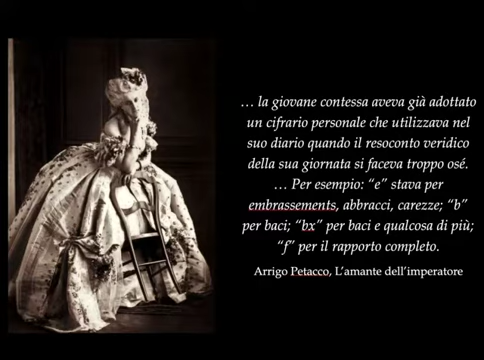 … la giovane contessa aveva già adottato
un cifrario personale che utilizzava nel
suo diario quando il resoconto veridico
della sua giornata si faceva troppo osé.
… Per esempio: “e” stava per
embrassements, abbracci, carezze; “b”
per baci; “bx” per baci e qualcosa di più;
“f” per il rapporto completo.
Arrigo Petacco, L’amante dell’imperatore